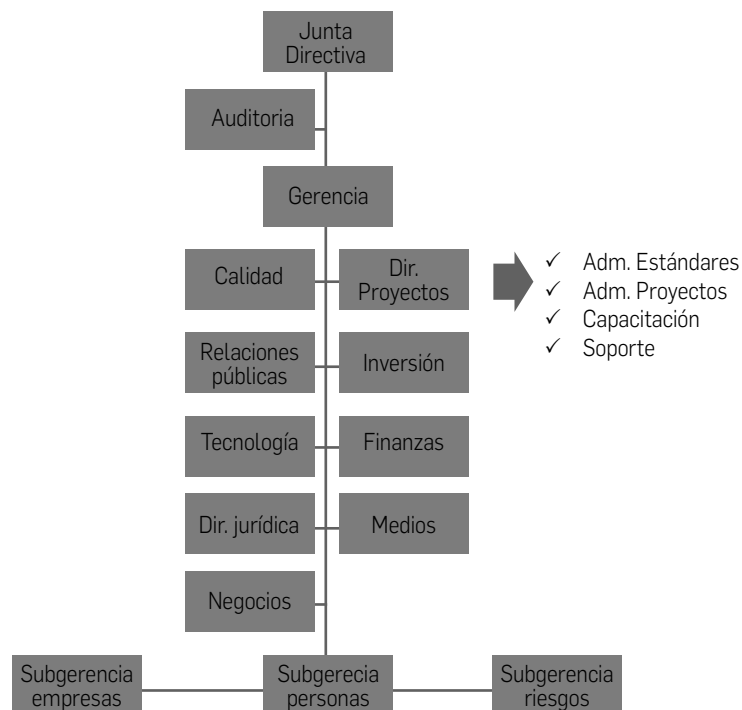 Junta
Directiva
Auditoria
Gerencia
Calidad
Dir.
Proyectos
✓ Adm. Estándares
✓ Adm. Proyectos
✓ Capacitación
✓ Soporte
Relaciones
públicas
Inversión
Tecnología
Finanzas
Dir. jurídica
Medios
Negocios
Subgerencia
empresas
Subgerecia
personas
Subgerencia
riesgos